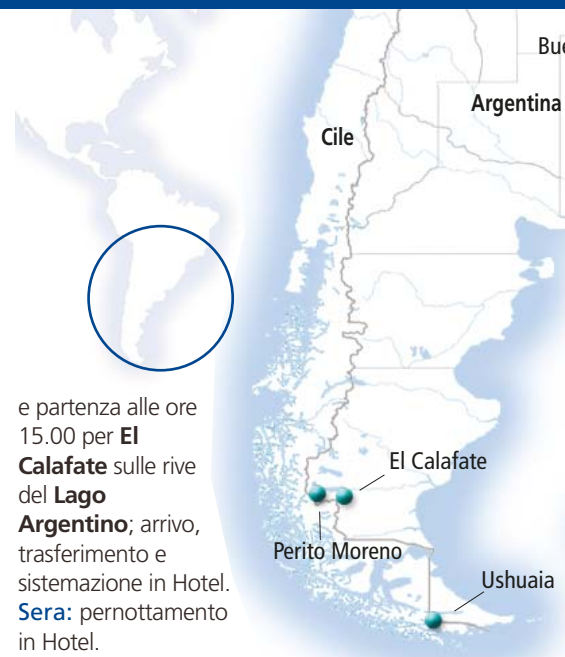 Bue
Argentina
Cile
e partenza alle ore
15.00 per El
Calafate sulle rive
del Lago
Argentino; arrivo,
trasferimento e
sistemazione in Hotel.
Sera: pernottamento
in Hotel.
El Calafate
Perito Moreno
Ushuaia